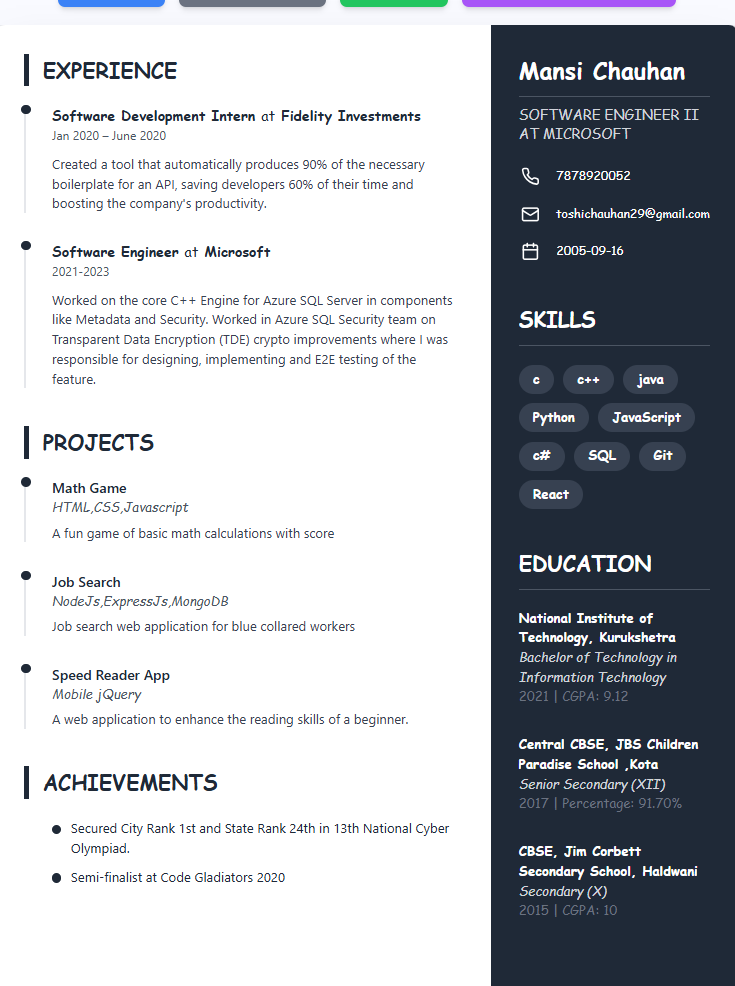 EXPERIENCE
Software Development Intern at Fidelity Investments
Jan 2020 – June 2020
Created a tool that automatically produces 90% of the necessary
boilerplate for an API, saving developers 60% of their time and
boosting the company's productivity.
Software Engineer at Microsoft
2021-2023
Worked on the core C++ Engine for Azure SQL Server in components
like Metadata and Security. Worked in Azure SQL Security team on
Transparent Data Encryption (TDE) crypto improvements where I was
responsible for designing, implementing and E2E testing of the
feature.
PROJECTS
Math Game
HTML,CSS,Javascript
A fun game of basic math calculations with score
Job Search
NodeJs,ExpressJs,MongoDB
Job search web application for blue collared workers
Speed Reader App
Mobile jQuery
A web application to enhance the reading skills of a beginner.
ACHIEVEMENTS
Secured City Rank 1st and State Rank 24th in 13th National Cyber
Olympiad.
Semi-finalist at Code Gladiators 2020
Mansi Chauhan
SOFTWARE ENGINEER II
AT MICROSOFT
7878920052
toshichauhan29@gmail.com
2005-09-16
SKILLS
c c++ java
Python JavaScript
c# SQL Git
React
EDUCATION
National Institute of
Technology, Kurukshetra
Bachelor of Technology in
Information Technology
2021 | CGPA: 9.12
Central CBSE, JBS Children
Paradise School ,Kota
Senior Secondary (XII)
2017 | Percentage: 91.70%
CBSE, Jim Corbett
Secondary School, Haldwani
Secondary (X)
2015 | CGPA: 10